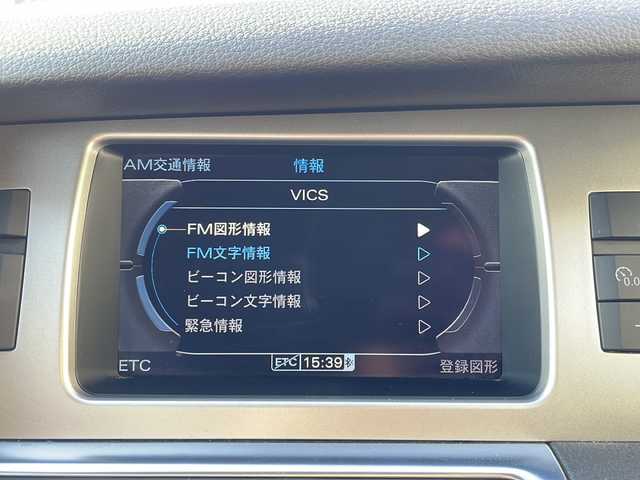 AM交通情報 情報
VICS
FM図形情報
FM文字情報
ビーコン図形情報
ビーコン文字情報
緊急情報
ETC ETC 15:39 登録図形
0.0